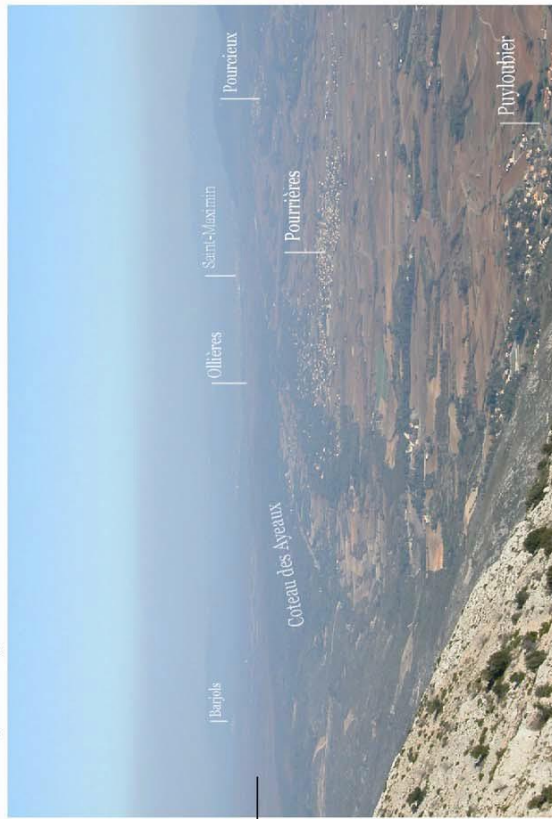 Barjols
Ollières
Saint-Maximin
Pourcieux
Coteau des Ayeaux
Pourrières
Puyloubier